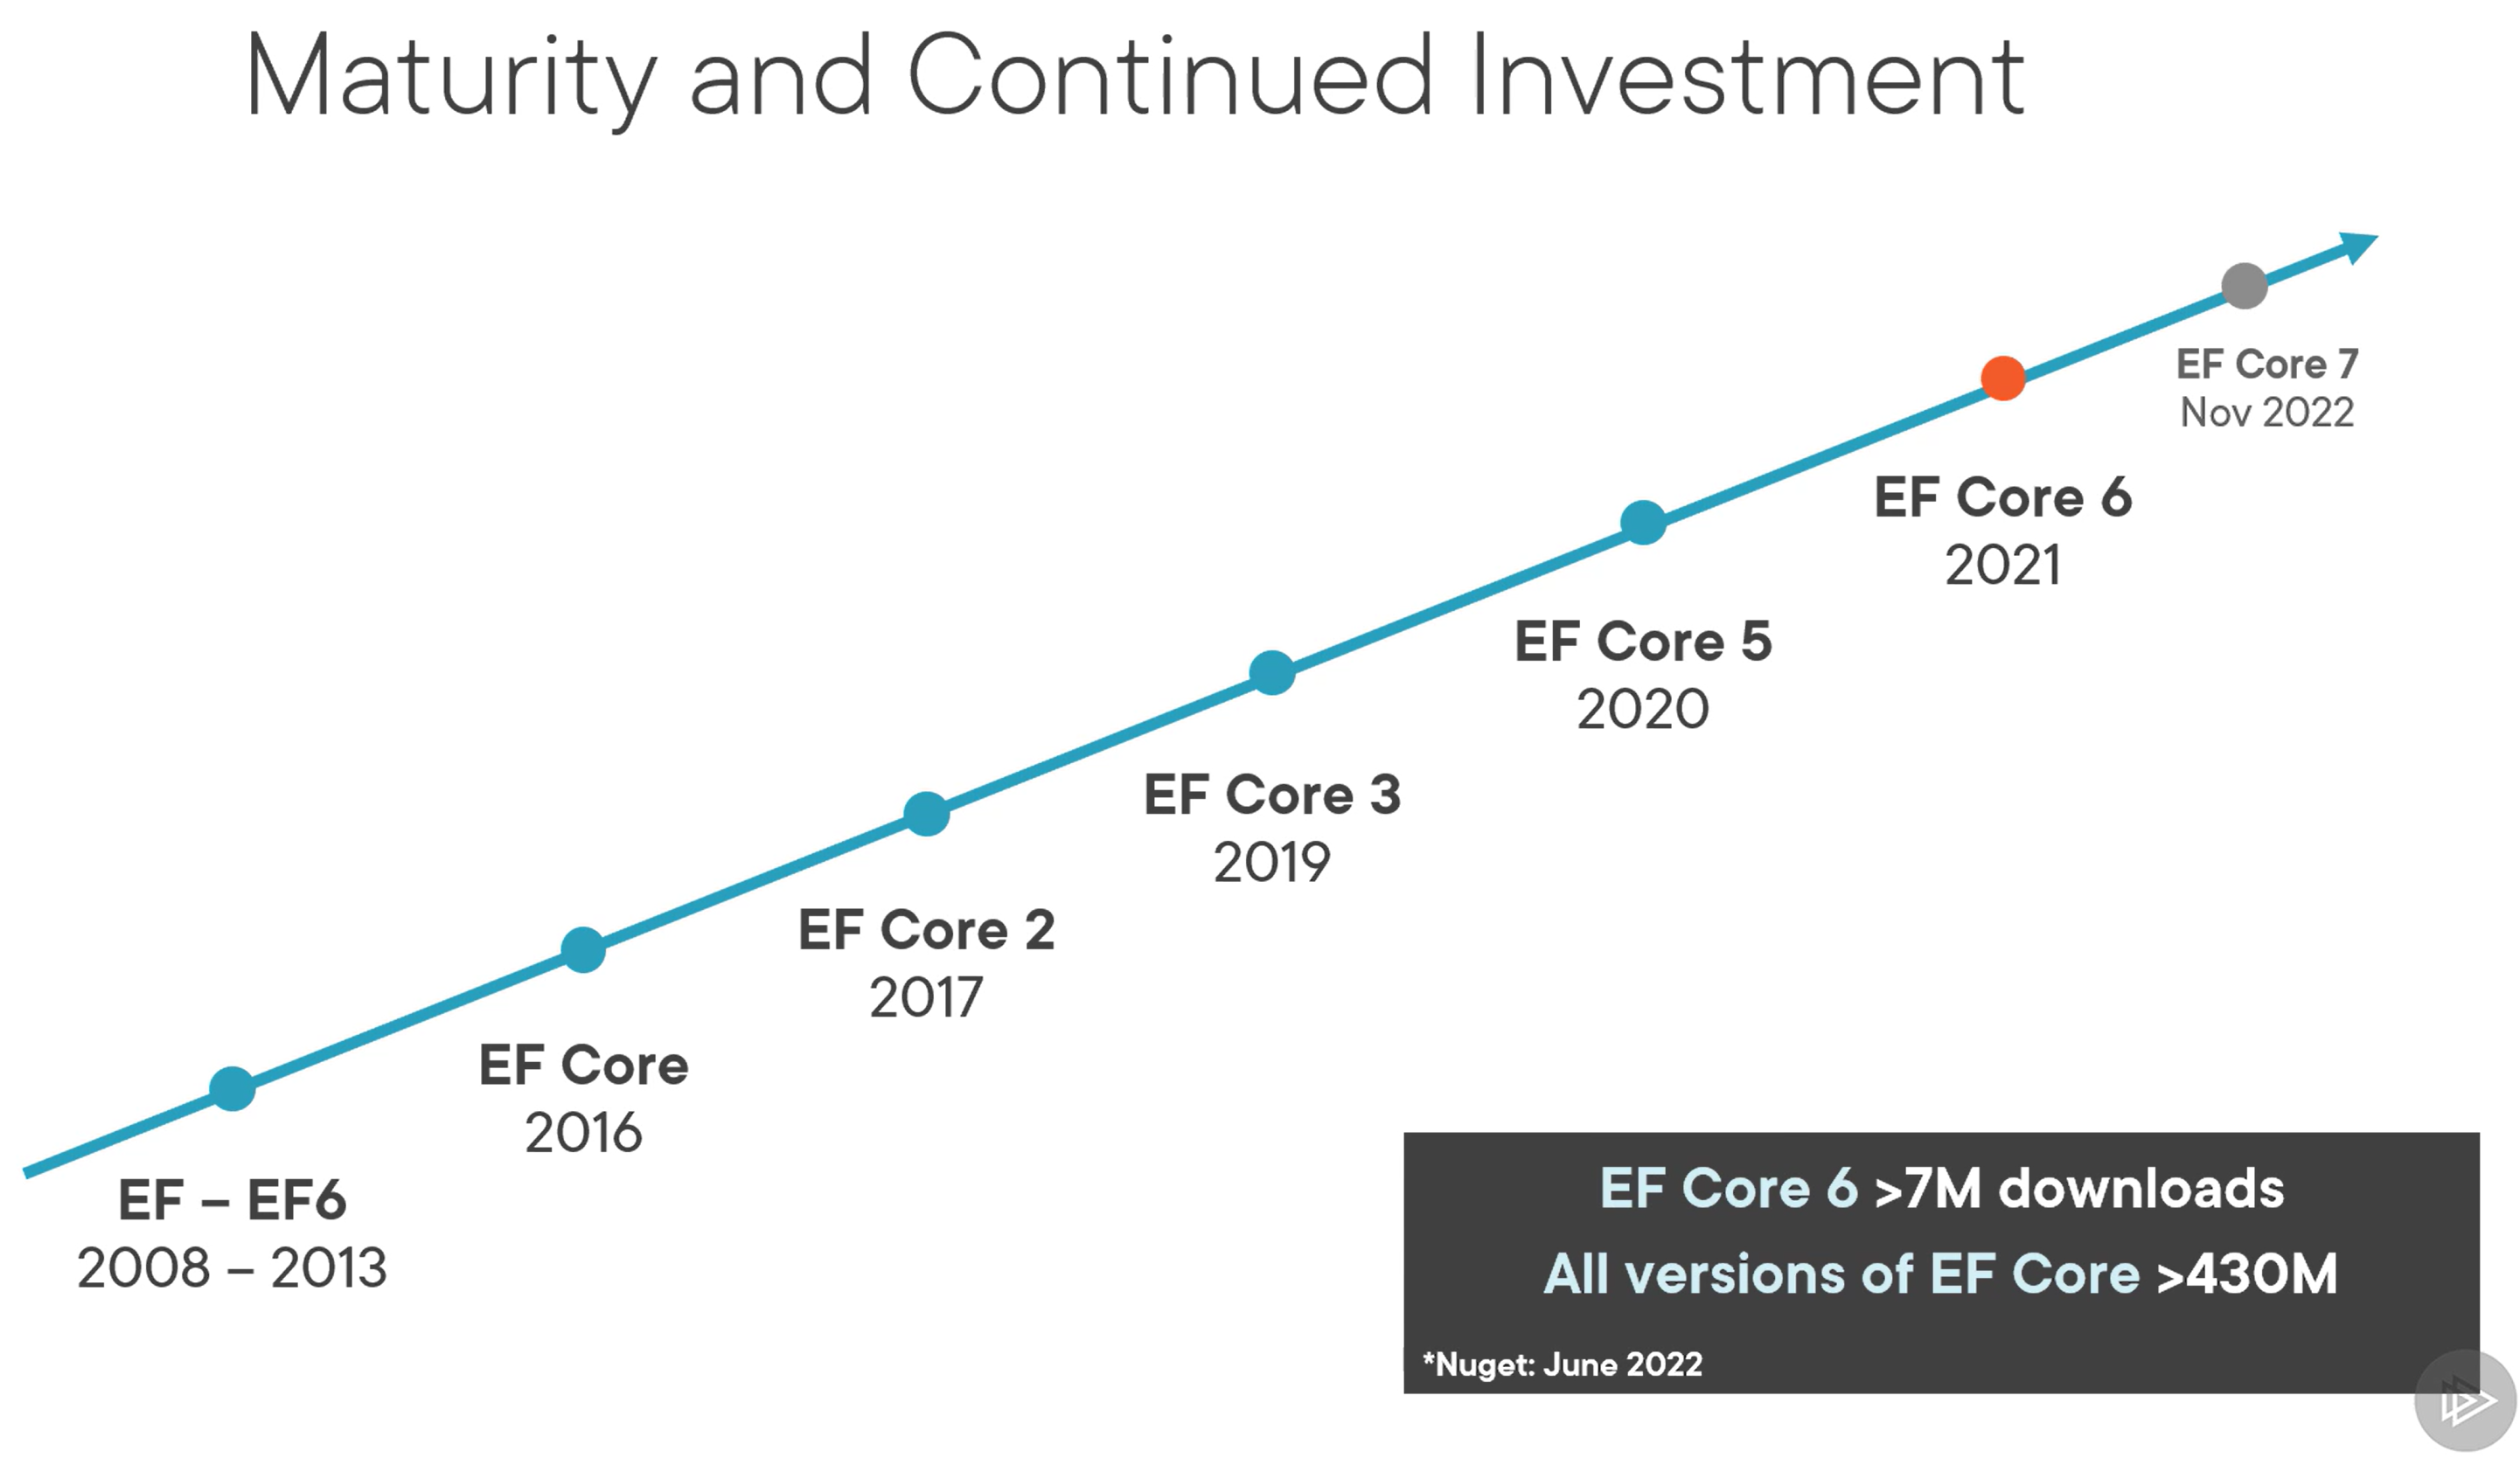 Maturity and Continued Investment
EF – EF6
2008 – 2013
EF Core
2016
EF Core 2
2017
EF Core 3
2019
EF Core 5
2020
EF Core 6
2021
EF Core 7
Nov 2022
EF Core 6 >7M downloads
All versions of EF Core >430M
*Nuget: June 2022